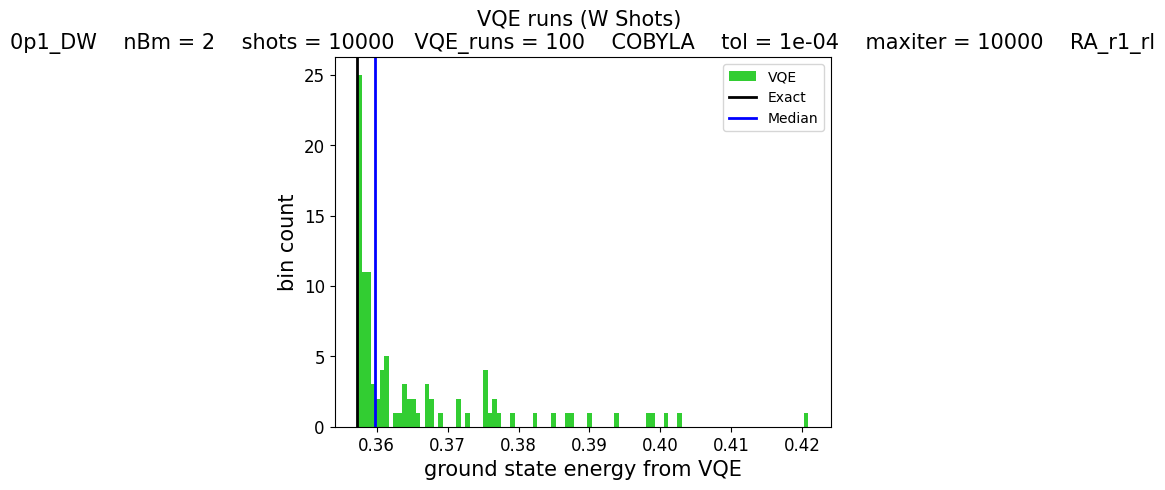 VQE runs (W Shots)
0p1_DW    nBm = 2    shots = 10000   VQE_runs = 100    COBYLA    tol = 1e-04    maxiter = 10000    RA_r1_rl
VQE
Exact
Median
25
20
15
10
5
0
bin count
0.36
0.37
0.38
0.39
0.40
0.41
0.42
ground state energy from VQE